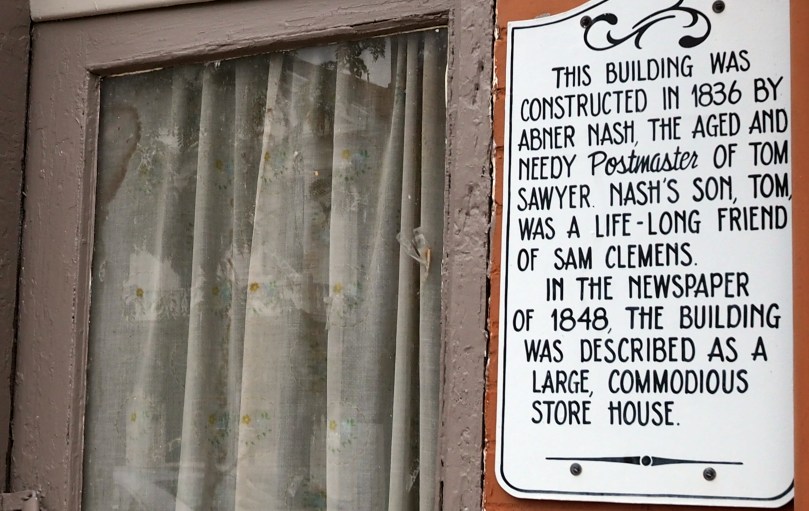 THIS BUILDING WAS
CONSTRUCTED IN 1836 BY
ABNER NASH, THE AGED AND
NEEDY Postmaster OF TOM
SAWYER. NASH'S SON, TOM,
WAS A LIFE-LONG FRIEND
OF SAM CLEMENS.
IN THE NEWSPAPER
OF 1848, THE BUILDING
WAS DESCRIBED AS A
LARGE, COMMODIOUS
STORE HOUSE.